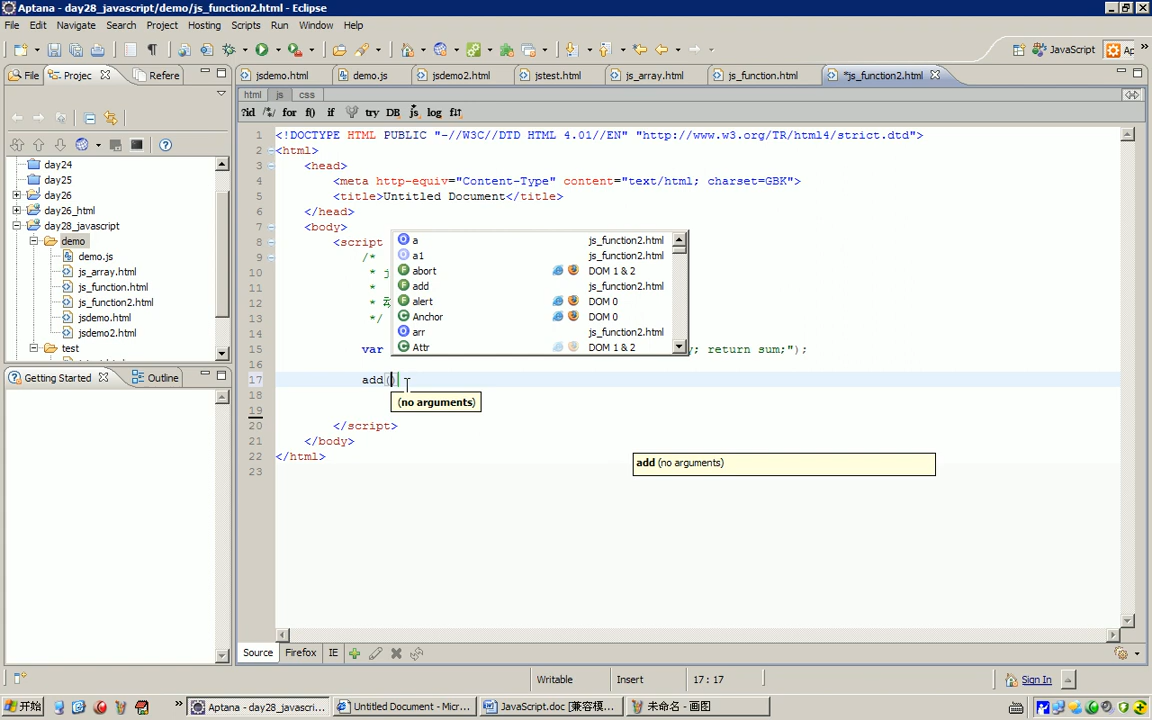 Aptana - day28_javascript/demo/js_function2.html - Eclipse
File Edit Navigate Search Project Hosting Scripts Run Window Help
JavaScript Ap
File Projec Refere
jsdemo.html demo.js jsdemo2.html jstest.html js_array.html js_function.html *js_function2.html
html js css
?id /*/ for f() if try DB js log
day24
day25
day26
day26_html
day28_javascript
demo
demo.js
js_array.html
js_function.html
js_function2.html
jsdemo.html
jsdemo2.html
test
Getting Started Outline
1 <!DOCTYPE HTML PUBLIC "-//W3C//DTD HTML 4.01//EN" "http://www.w3.org/TR/html4/strict.dtd">
2 <html>
3 <head>
4 <meta http-equiv="Content-Type" content="text/html; charset=GBK">
5 <title>Untitled Document</title>
6 </head>
7 <body>
8 <script
9 /*
10 * j
11 *
12 * 动
13 */
14
15 var y; return sum;");
16
17 add()
18
19
20 </script>
21 </body>
22 </html>
23
a js_function2.html
a1 js_function2.html
abort DOM 1 & 2
add js_function2.html
alert DOM 0
Anchor DOM 0
arr js_function2.html
Attr DOM 1 & 2
(no arguments)
add (no arguments)
Source Firefox IE
Writable Insert 17 : 17 Sign In
开始 Aptana - day28_javascri... Untitled Document - Micr... JavaScript.doc [兼容模... 未命名 - 画图